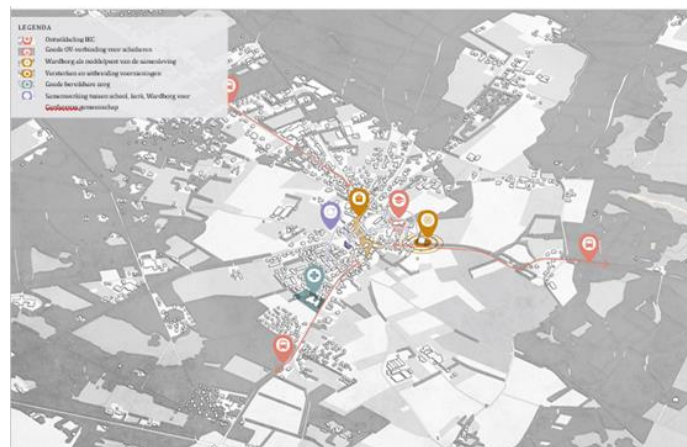 LEGENDA
Ontwikkeling IKC
Goede OV-verbinding voor scholieren
Wardborg als middelpunt van de samenleving
Versterken en uitbreiding voorzieningen
Goede bereikbare zorg
Samenwerking tussen school, kerk, Wardborg voor
gemeenschap